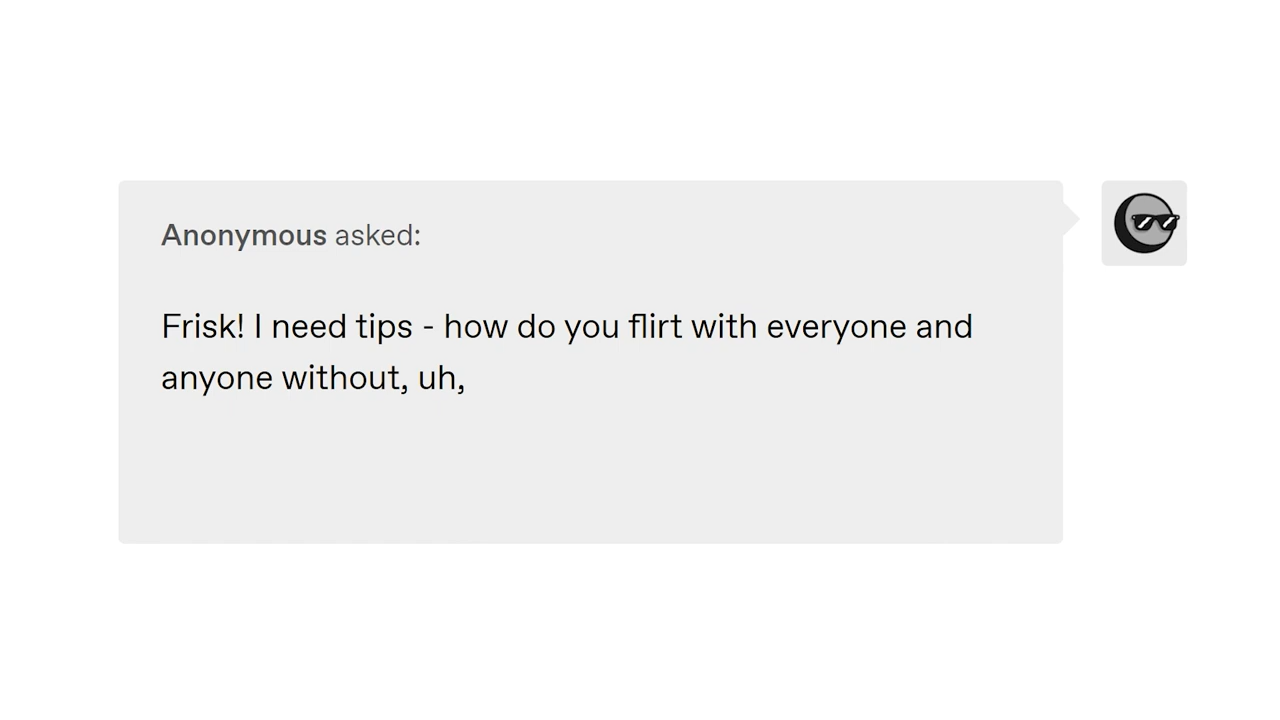 Anonymous asked:
Frisk! I need tips - how do you flirt with everyone and
anyone without, uh,